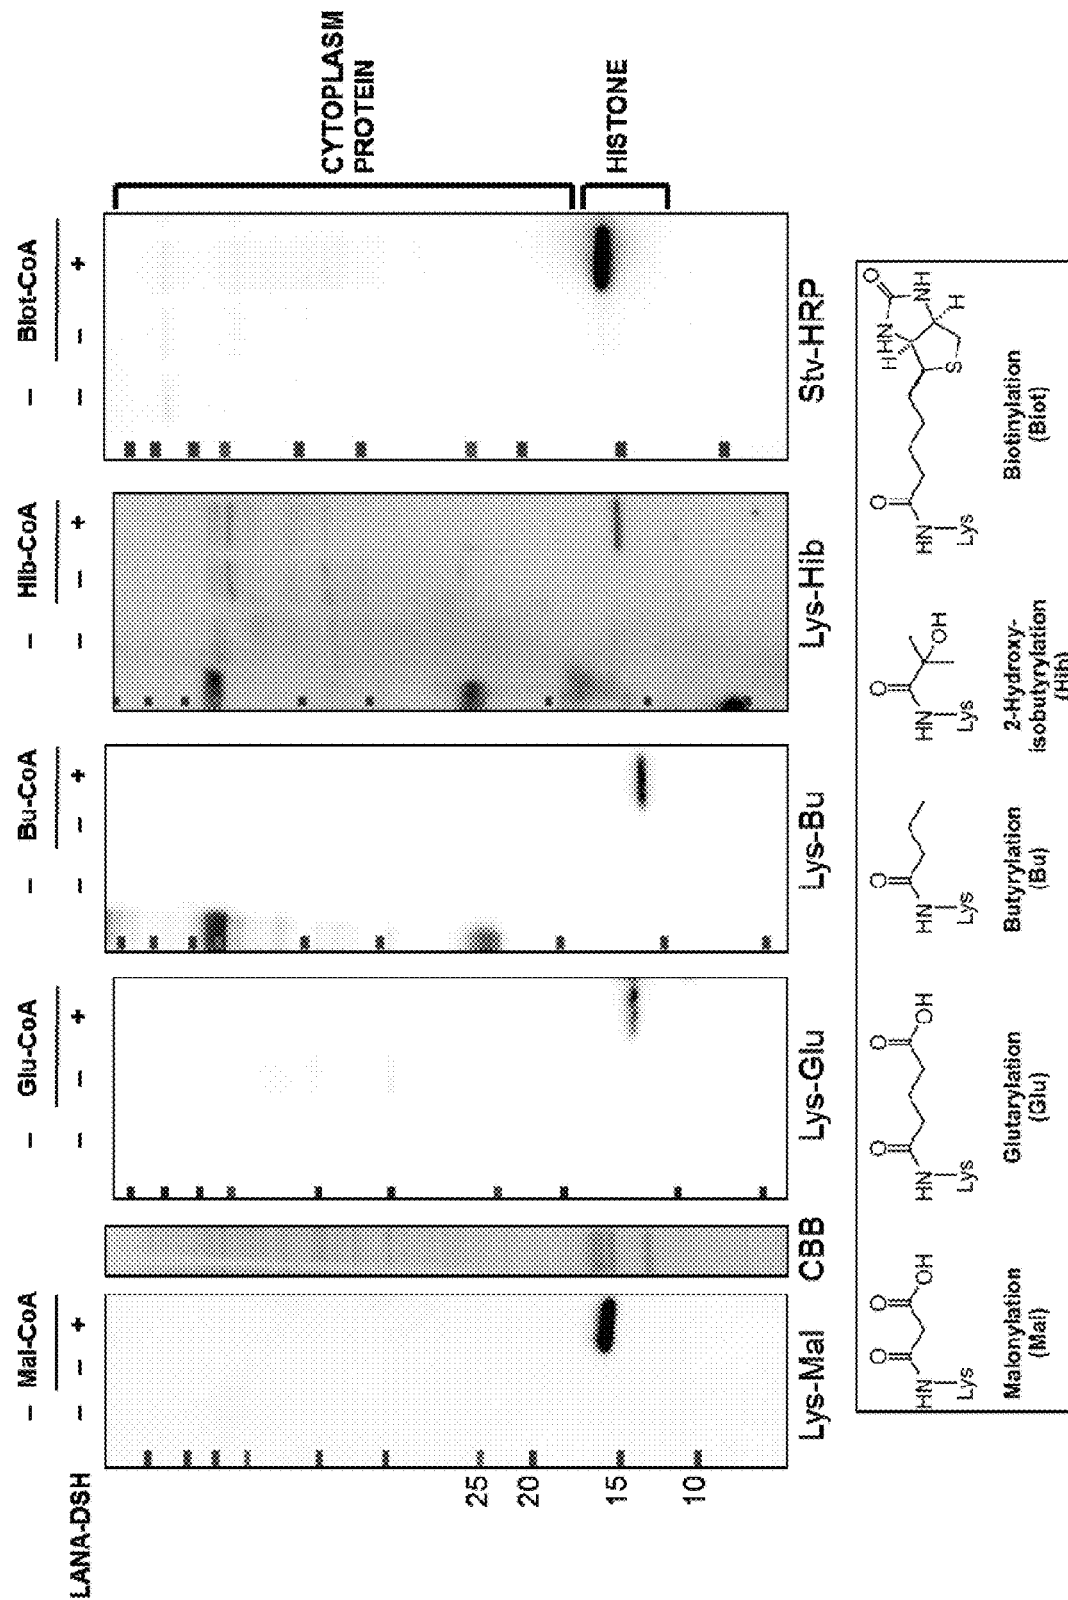 – Mal-CoA
– Glu-CoA
– Bu-CoA
– Hib-CoA
– Biot-CoA
LANA-DSH – – +
– – +
– – +
– – +
– – +
CYTOPLASM
PROTEIN
HISTONE
25
20
15
10
Lys-Mal
CBB
Lys-Glu
Lys-Bu
Lys-Hib
Stv-HRP
O O
HN OH
Lys
Malonylation
(Mal)
O O
HN OH
Lys
Glutarylation
(Glu)
O
HN
Lys
Butyrylation
(Bu)
O
HN OH
Lys
2-Hydroxy-
isobutyrylation
(Hib)
O O
HN HN NH
H H
S
Lys
Biotinylation
(Biot)